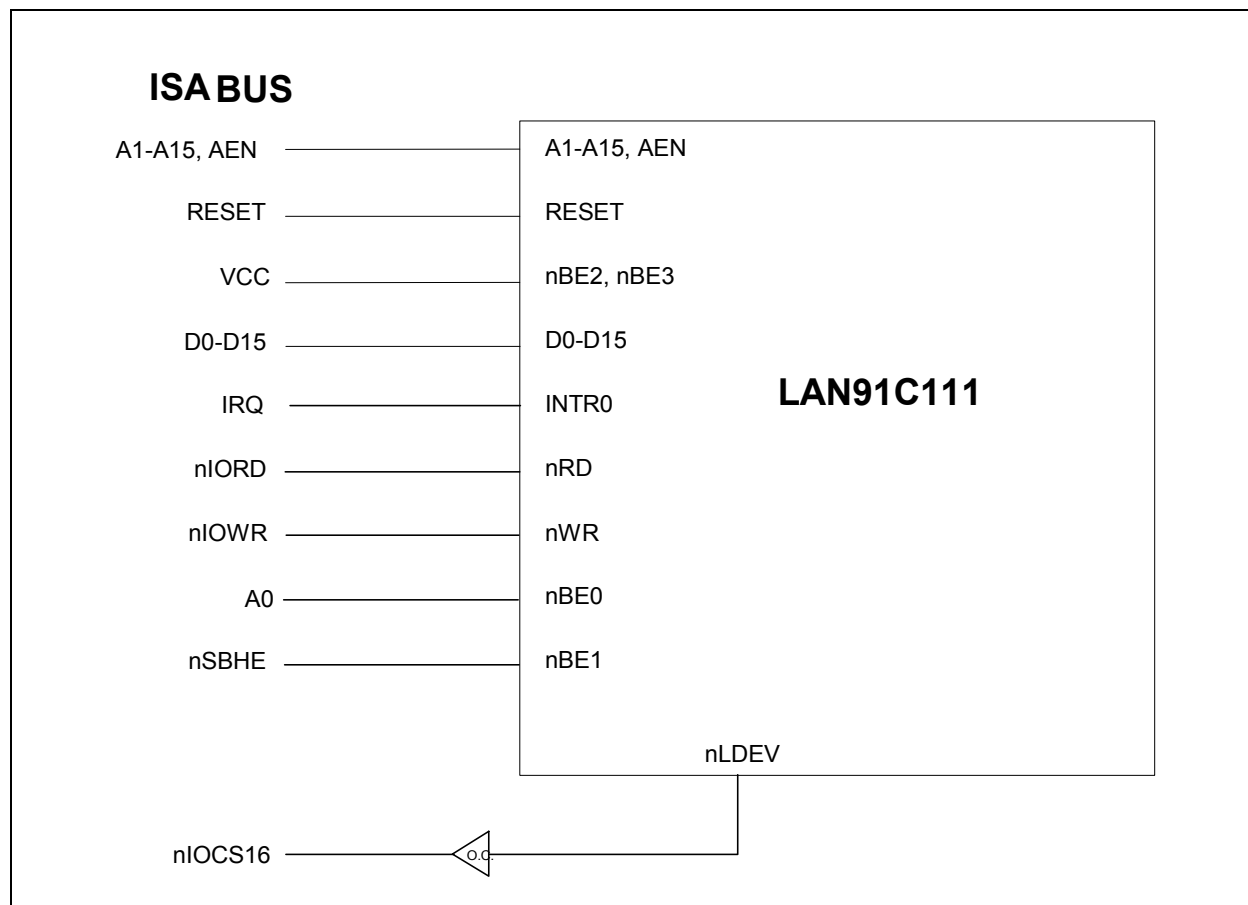 ISA BUS
A1-A15, AEN A1-A15, AEN
RESET RESET
VCC nBE2, nBE3
D0-D15 D0-D15
IRQ INTR0
nIORD nRD
nIOWR nWR
A0 nBE0
nSBHE nBE1
LAN91C111
nLDEV
nIOCS16 O.C.